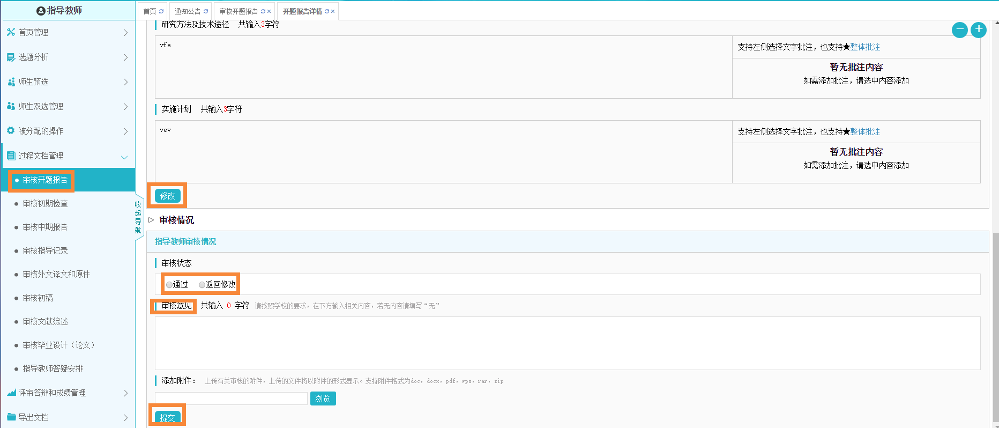 指导教师
首页
通知公告
审核开题报告
开题报告详情
首页管理
选题分析
师生预选
师生双选管理
被分配的操作
过程文档管理
审核开题报告
审核初期检查
审核中期报告
审核指导记录
审核外文译文和原件
审核初稿
审核文献综述
审核毕业设计（论文）
指导教师答疑安排
评审答辩和成绩管理
导出文档
收起导航
研究方法及技术途径 共输入3字符
vfe
支持左侧选择文字批注，也支持★整体批注
暂无批注内容
如需添加批注，请选中内容添加
实施计划 共输入3字符
vev
支持左侧选择文字批注，也支持★整体批注
暂无批注内容
如需添加批注，请选中内容添加
修改
审核情况
指导教师审核情况
审核状态
通过 返回修改
审核意见 共输入 0 字符 请按照学校的要求，在下方输入相关内容，若无内容请填写“无”
添加附件： 上传有关审核的附件，上传的文件将以附件的形式显示。支持附件格式为doc，docx，pdf，wps，rar，zip
浏览
提交